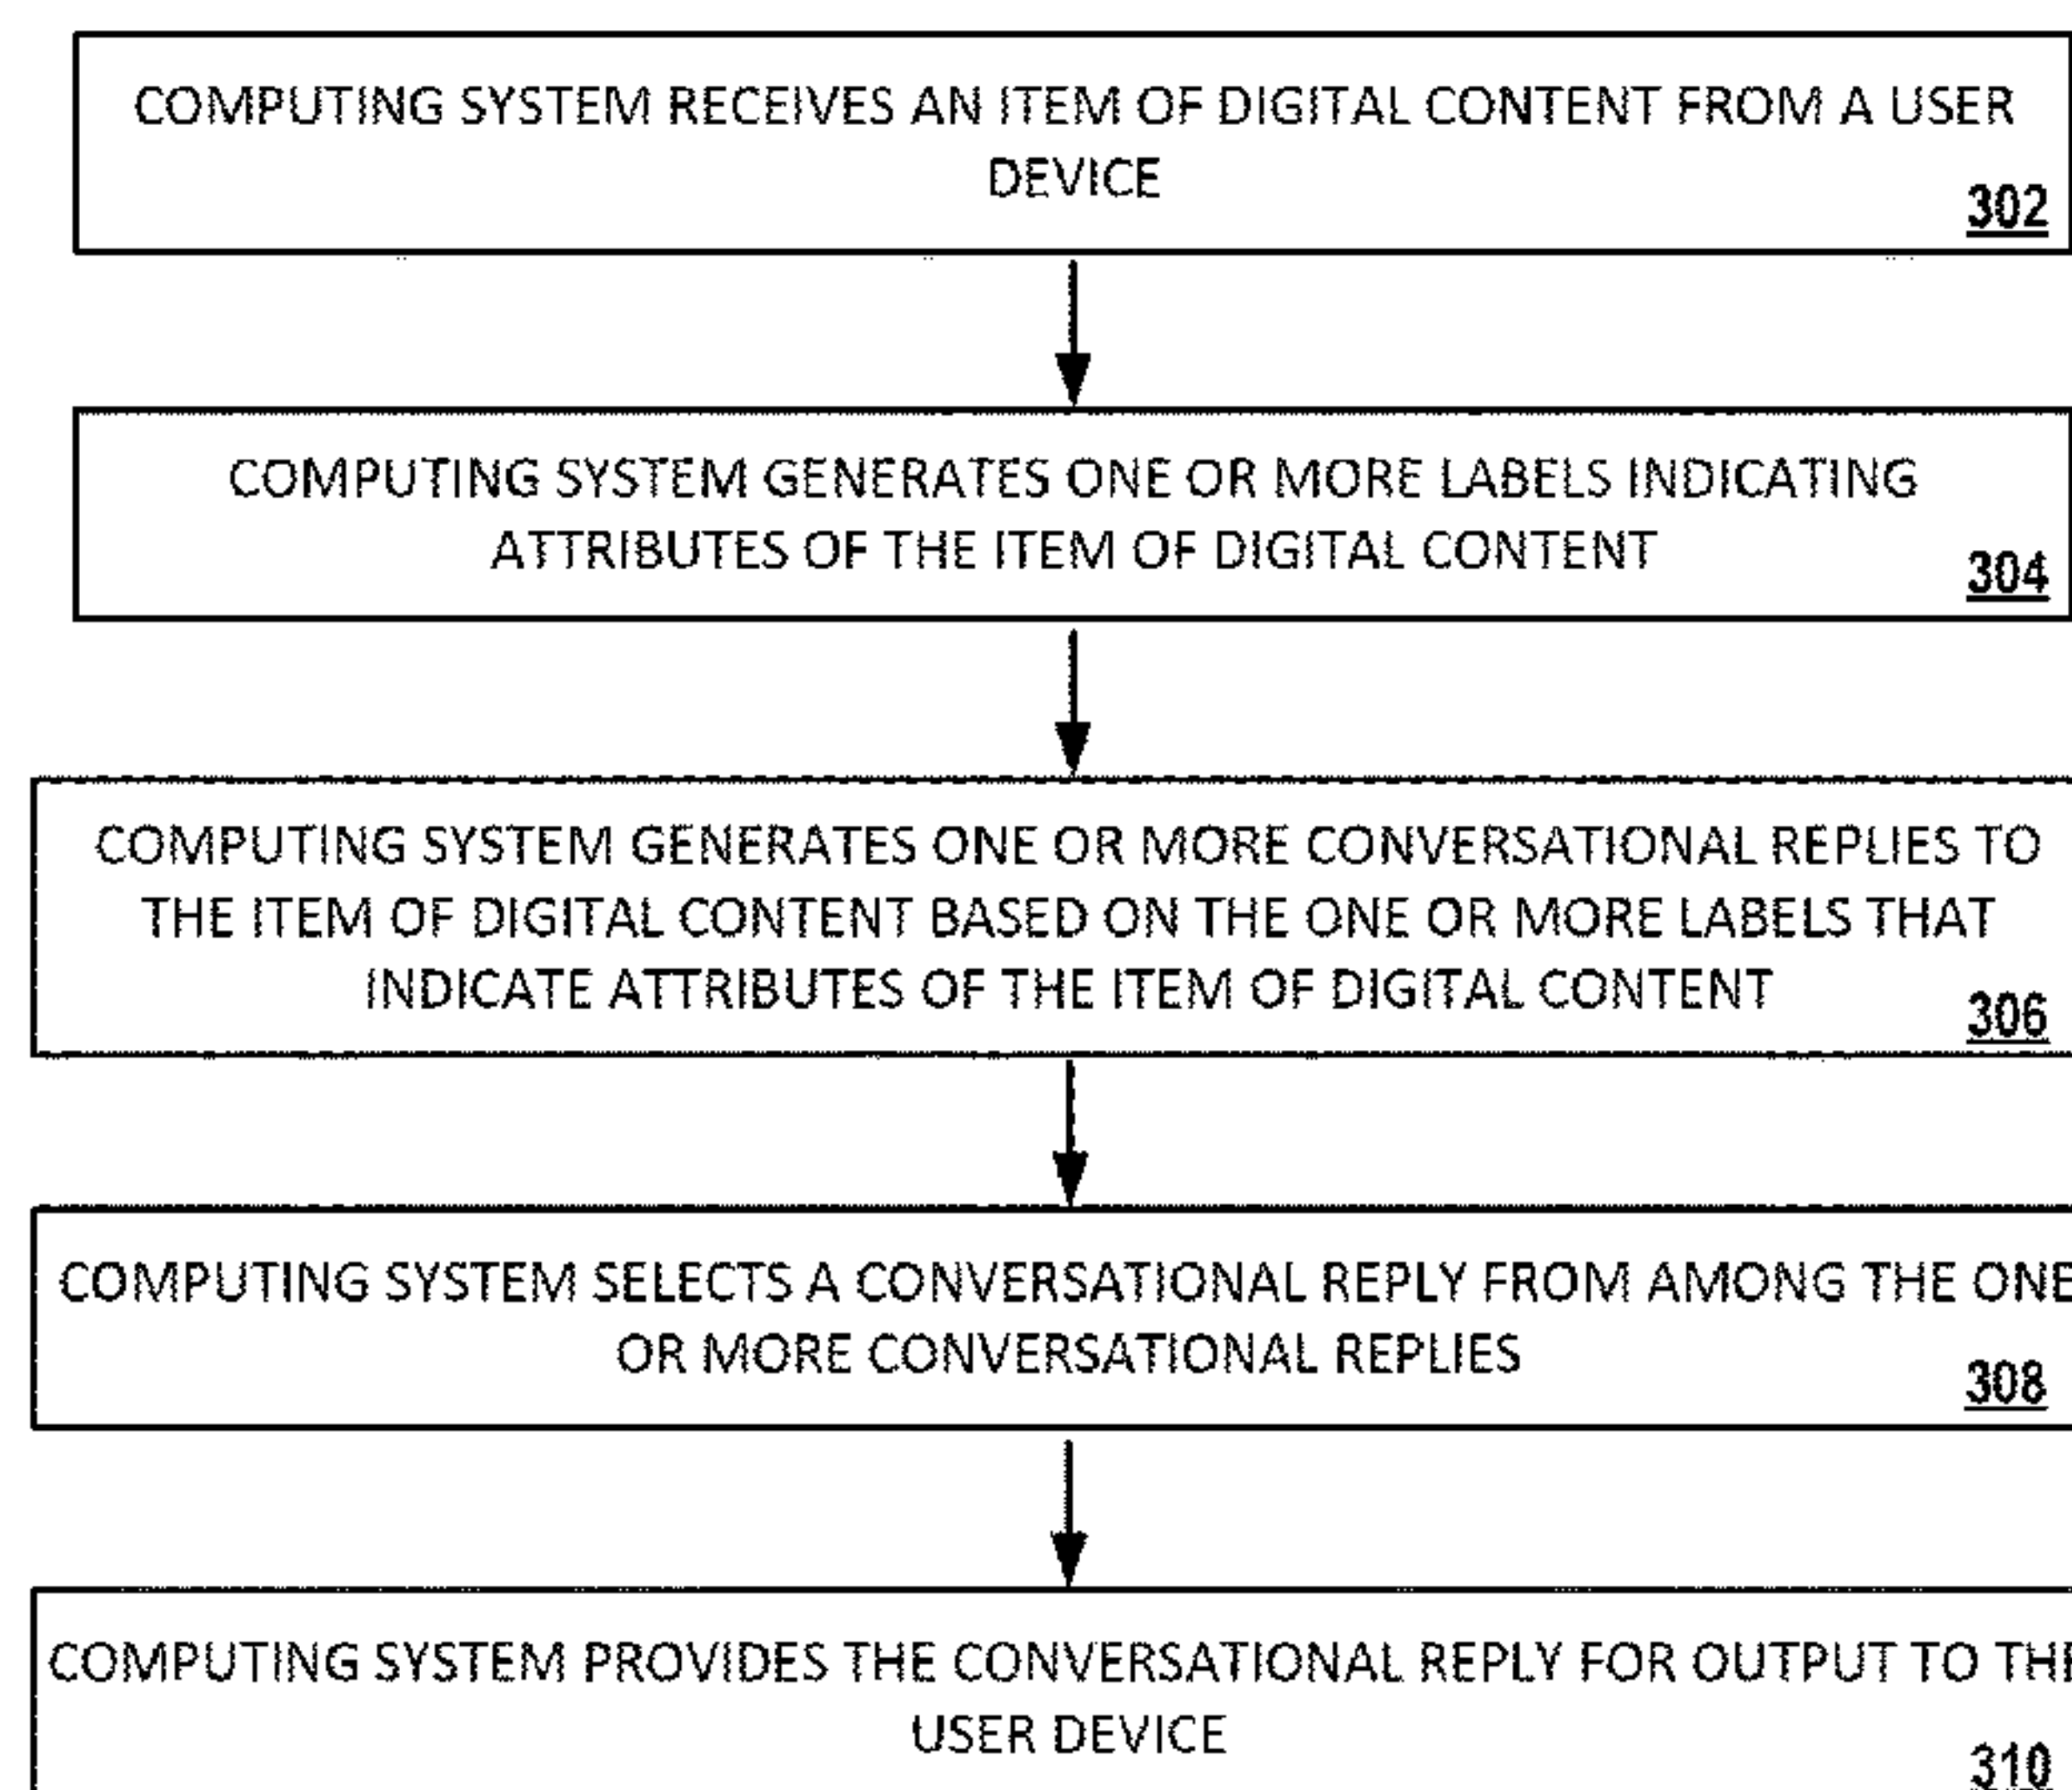 COMPUTING SYSTEM RECEIVES AN ITEM OF DIGITAL CONTENT FROM A USER
DEVICE
302
COMPUTING SYSTEM GENERATES ONE OR MORE LABELS INDICATING
ATTRIBUTES OF THE ITEM OF DIGITAL CONTENT
304
COMPUTING SYSTEM GENERATES ONE OR MORE CONVERSATIONAL REPLIES TO
THE ITEM OF DIGITAL CONTENT BASED ON THE ONE OR MORE LABELS THAT
INDICATE ATTRIBUTES OF THE ITEM OF DIGITAL CONTENT
306
COMPUTING SYSTEM SELECTS A CONVERSATIONAL REPLY FROM AMONG THE ONE
OR MORE CONVERSATIONAL REPLIES
308
COMPUTING SYSTEM PROVIDES THE CONVERSATIONAL REPLY FOR OUTPUT TO THE
USER DEVICE
310